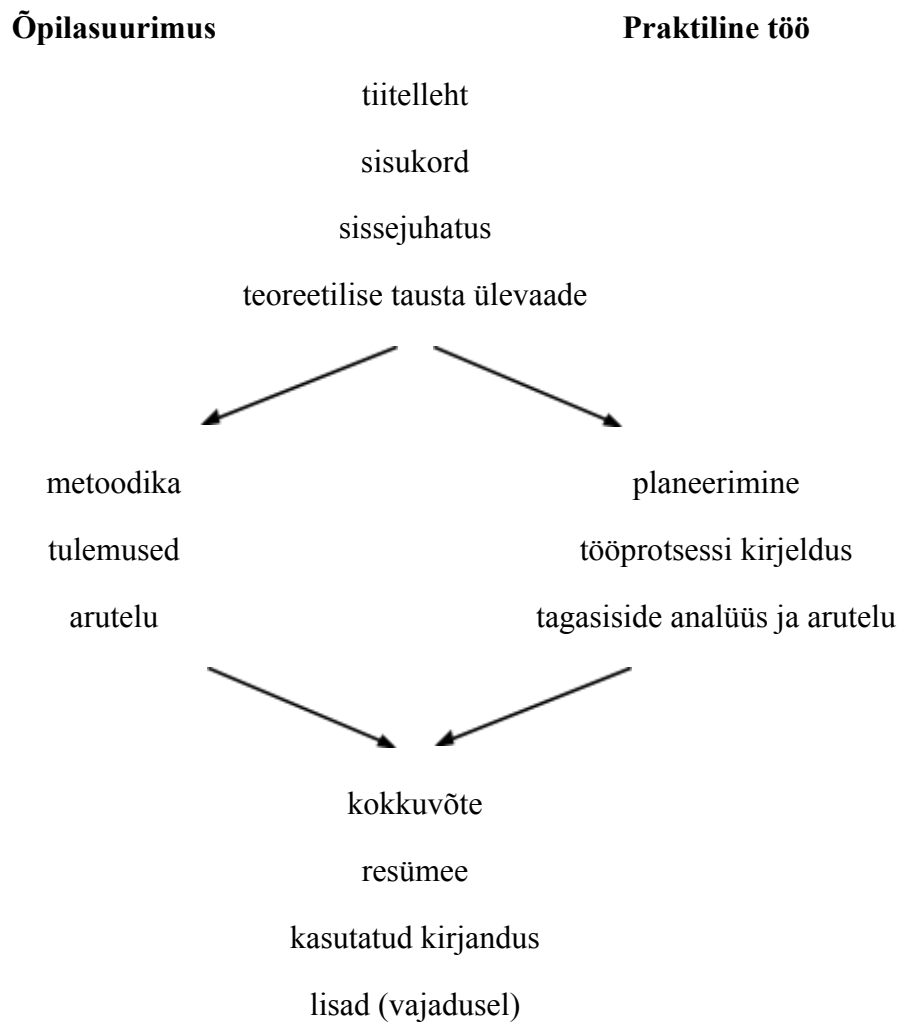 Õpilasuurimus
Praktiline töö
tiitelleht
sisukord
sissejuhatus
teoreetilise tausta ülevaade
metoodika
tulemused
arutelu
planeerimine
tööprotsessi kirjeldus
tagasiside analüüs ja arutelu
kokkuvõte
resümee
kasutatud kirjandus
lisad (vajadusel)